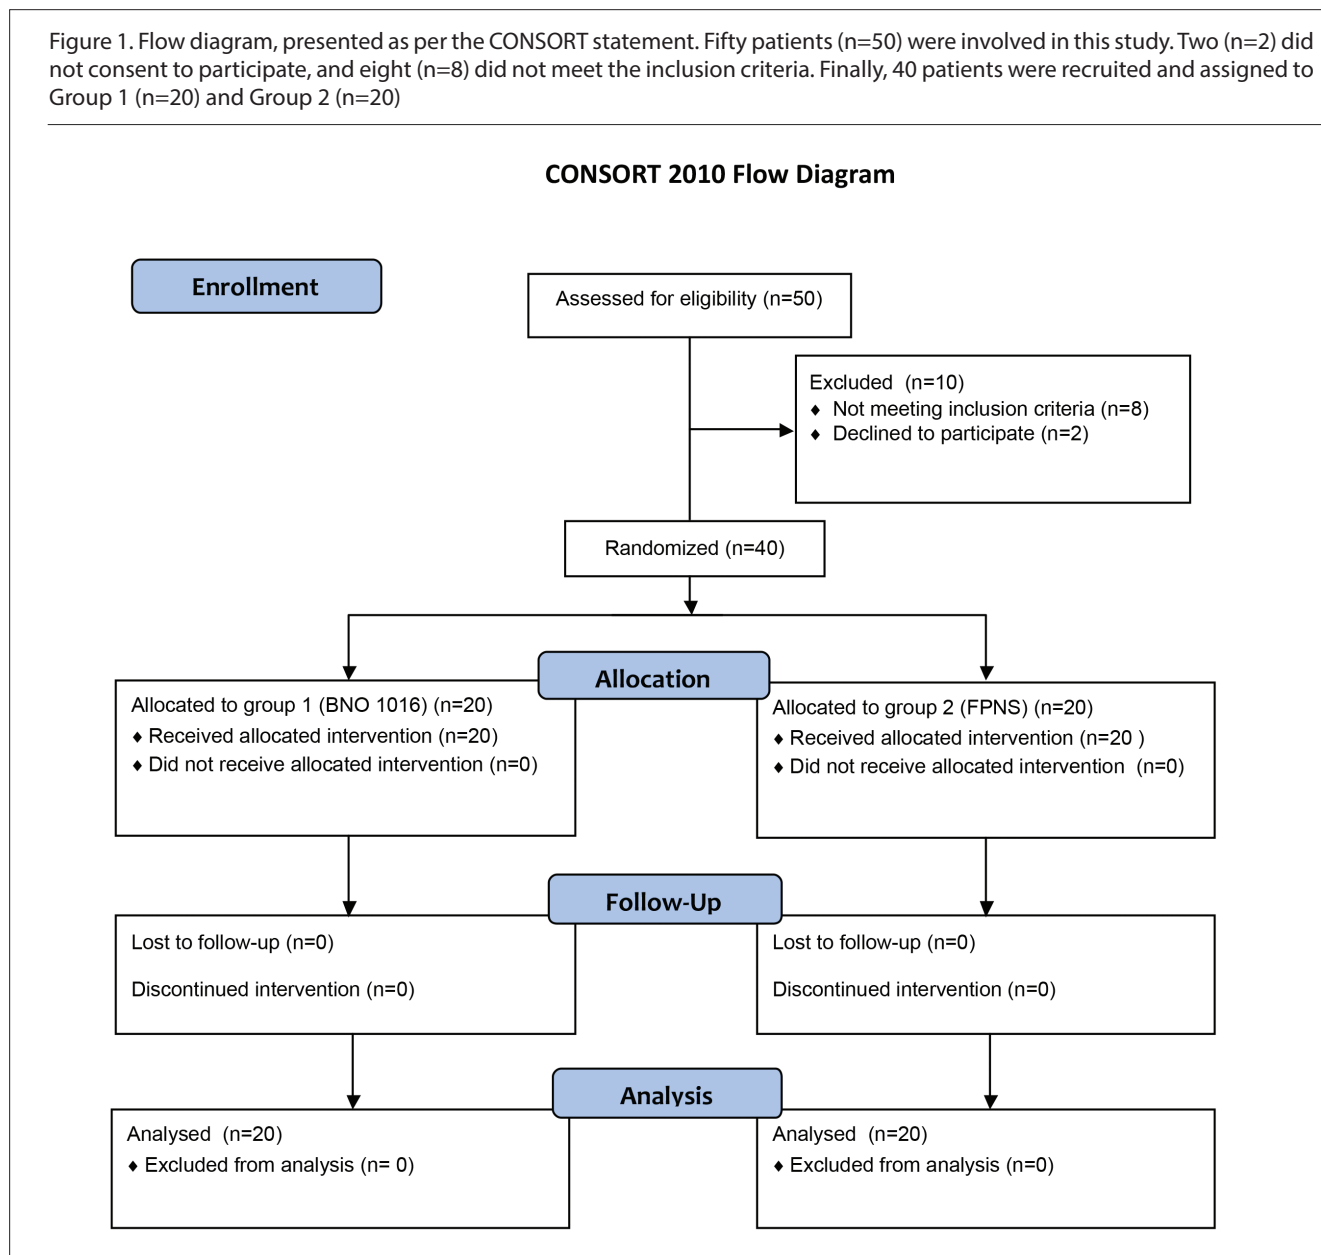 Figure 1. Flow diagram, presented as per the CONSORT statement. Fifty patients (n=50) were involved in this study. Two (n=2) did
not consent to participate, and eight (n=8) did not meet the inclusion criteria. Finally, 40 patients were recruited and assigned to
Group 1 (n=20) and Group 2 (n=20)
CONSORT 2010 Flow Diagram
Enrollment
Assessed for eligibility (n=50)
Excluded (n=10)
♦ Not meeting inclusion criteria (n=8)
♦ Declined to participate (n=2)
Randomized (n=40)
Allocation
Allocated to group 1 (BNO 1016) (n=20)
♦ Received allocated intervention (n=20)
♦ Did not receive allocated intervention (n=0)
Allocated to group 2 (FPNS) (n=20)
♦ Received allocated intervention (n=20 )
♦ Did not receive allocated intervention (n=0)
Follow-Up
Lost to follow-up (n=0)
Discontinued intervention (n=0)
Lost to follow-up (n=0)
Discontinued intervention (n=0)
Analysis
Analysed (n=20)
♦ Excluded from analysis (n= 0)
Analysed (n=20)
♦ Excluded from analysis (n=0)